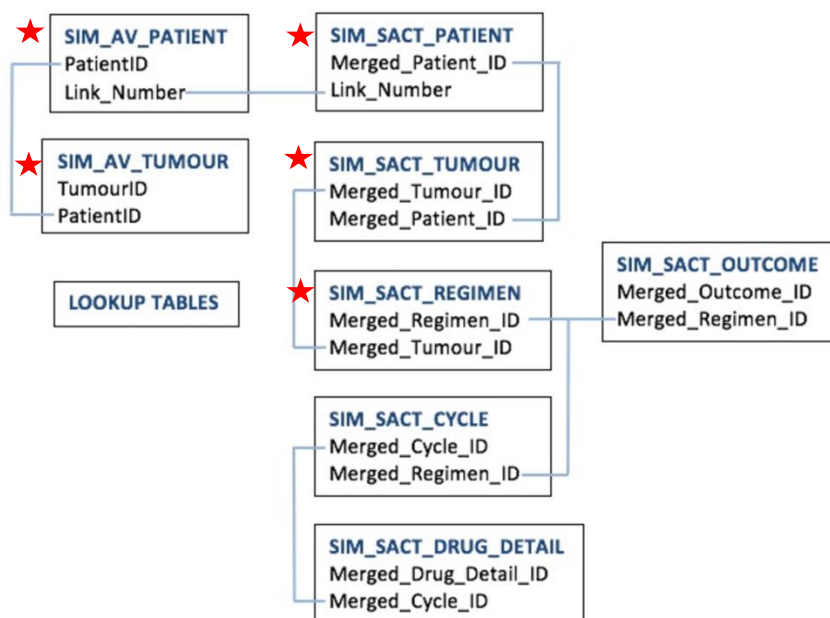 SIM_AV_PATIENT
PatientID
Link_Number
SIM_SACT_PATIENT
Merged_Patient_ID
Link_Number
SIM_AV_TUMOUR
TumourID
PatientID
SIM_SACT_TUMOUR
Merged_Tumour_ID
Merged_Patient_ID
LOOKUP TABLES
SIM_SACT_REGIMEN
Merged_Regimen_ID
Merged_Tumour_ID
SIM_SACT_OUTCOME
Merged_Outcome_ID
Merged_Regimen_ID
SIM_SACT_CYCLE
Merged_Cycle_ID
Merged_Regimen_ID
SIM_SACT_DRUG_DETAIL
Merged_Drug_Detail_ID
Merged_Cycle_ID